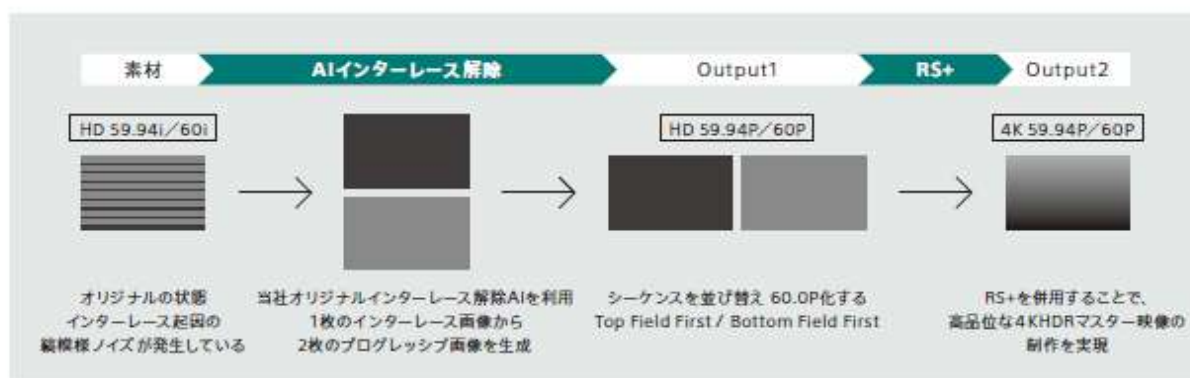 素材
AIインターレース解除
Output1
RS+
Output2
HD 59.94i／60i
HD 59.94P／60P
4K 59.94P／60P
オリジナルの状態
インターレース起因の
縞模様ノイズが発生している
当社オリジナルインターレース解除AIを利用
1枚のインターレース画像から
2枚のプログレッシブ画像を生成
シーケンスを並び替え 60.0P化する
Top Field First / Bottom Field First
RS+を併用することで、
高品位な4KHDRマスター映像の
制作を実現